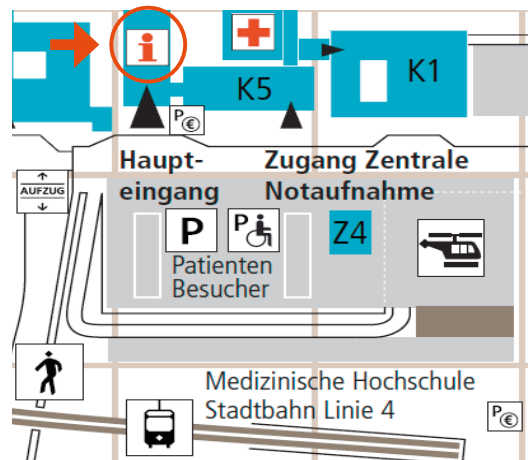 i
K5
K1
P€
Haupt-
eingang
Zugang Zentrale
Notaufnahme
AUFZUG
P
P
Z4
Patienten
Besucher
Medizinische Hochschule
Stadtbahn Linie 4
P€